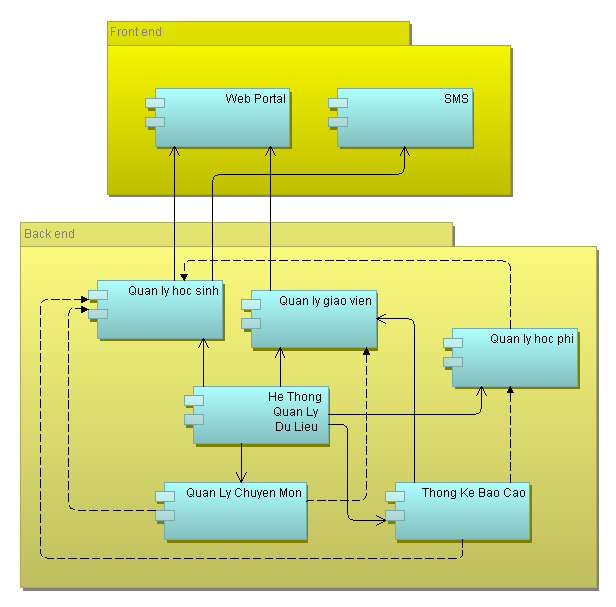 Front end
Web Portal
SMS
Back end
Quan ly hoc sinh
Quan ly giao vien
Quan ly hoc phi
He Thong
Quan Ly
Du Lieu
Quan Ly Chuyen Mon
Thong Ke Bao Cao